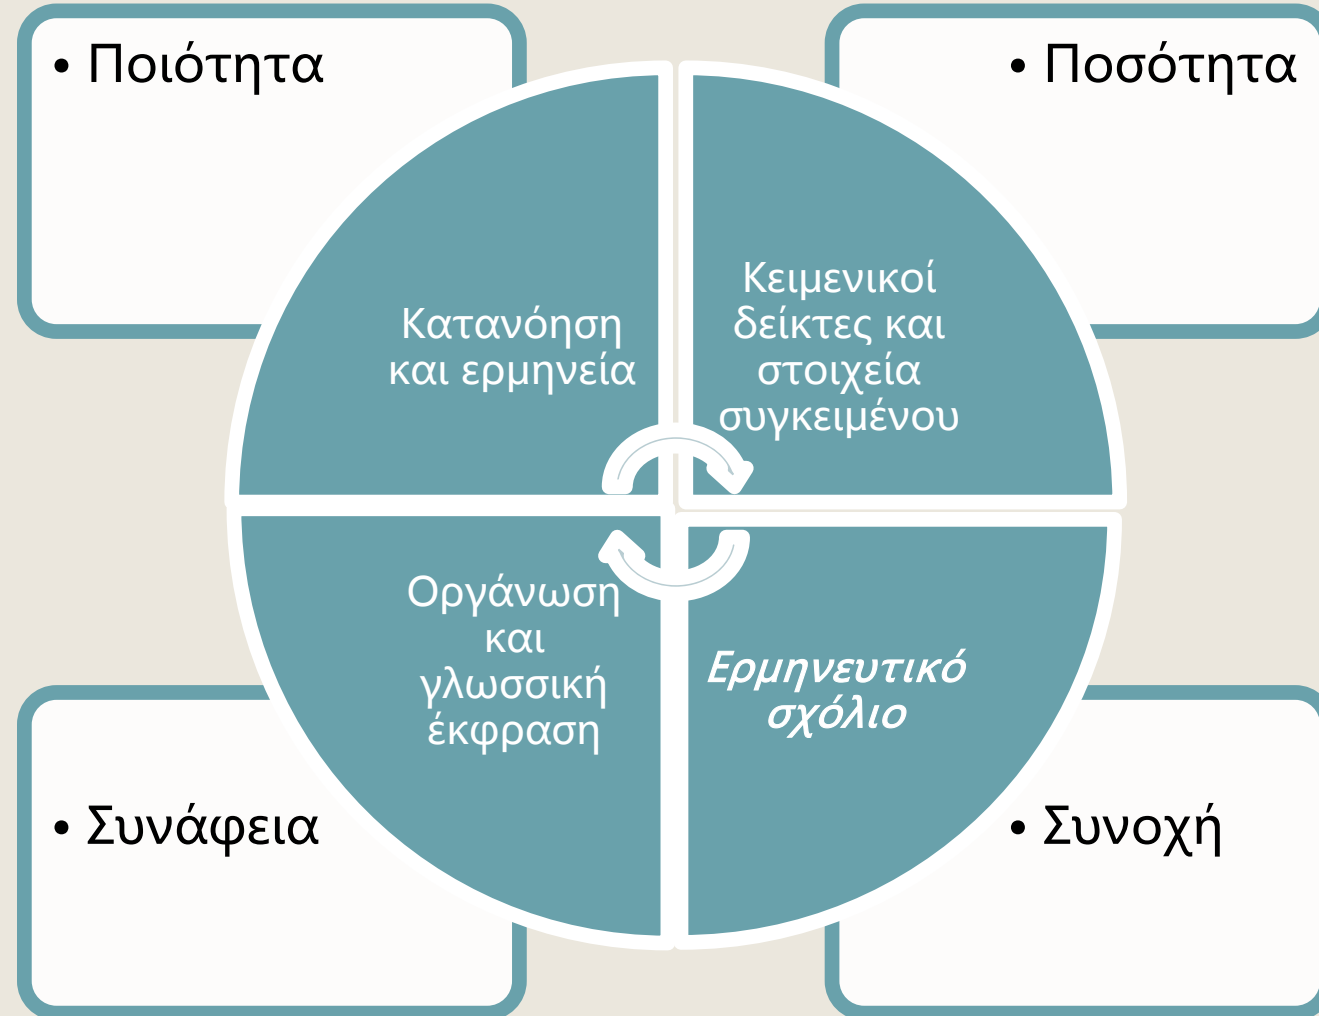 • Ποιότητα
• Ποσότητα
Κατανόηση
και ερμηνεία
Κειμενικοί
δείκτες και
στοιχεία
συγκειμένου
Οργάνωση
και
γλωσσική
έκφραση
Ερμηνευτικό
σχόλιο
• Συνάφεια
• Συνοχή